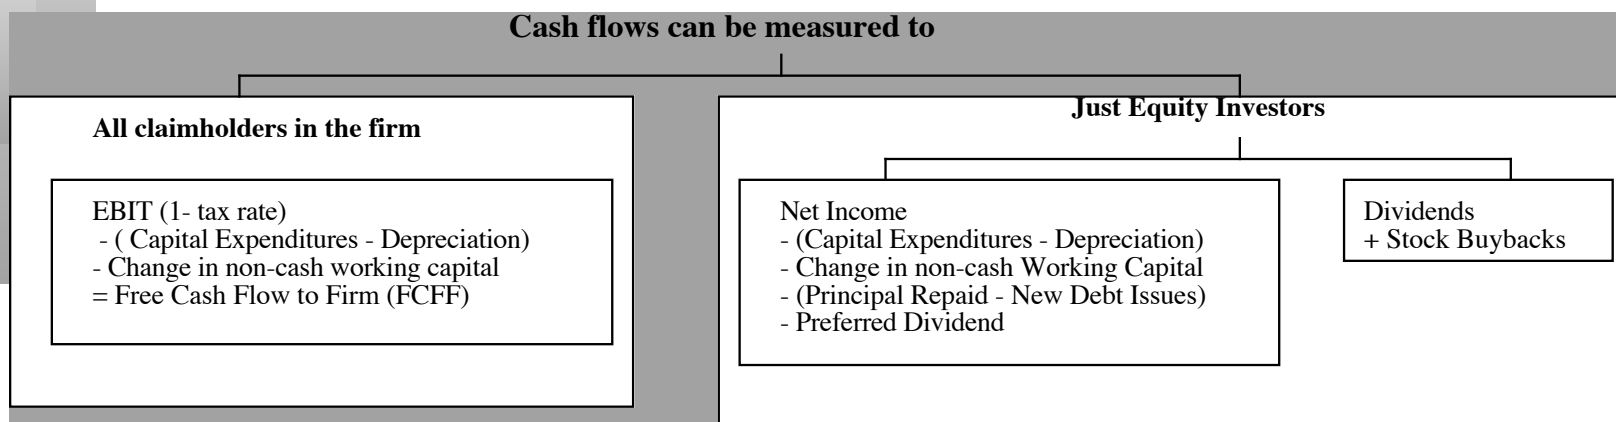 Cash flows can be measured to
All claimholders in the firm
EBIT (1- tax rate)
- ( Capital Expenditures - Depreciation)
- Change in non-cash working capital
= Free Cash Flow to Firm (FCFF)
Just Equity Investors
Net Income
- (Capital Expenditures - Depreciation)
- Change in non-cash Working Capital
- (Principal Repaid - New Debt Issues)
- Preferred Dividend
Dividends
+ Stock Buybacks